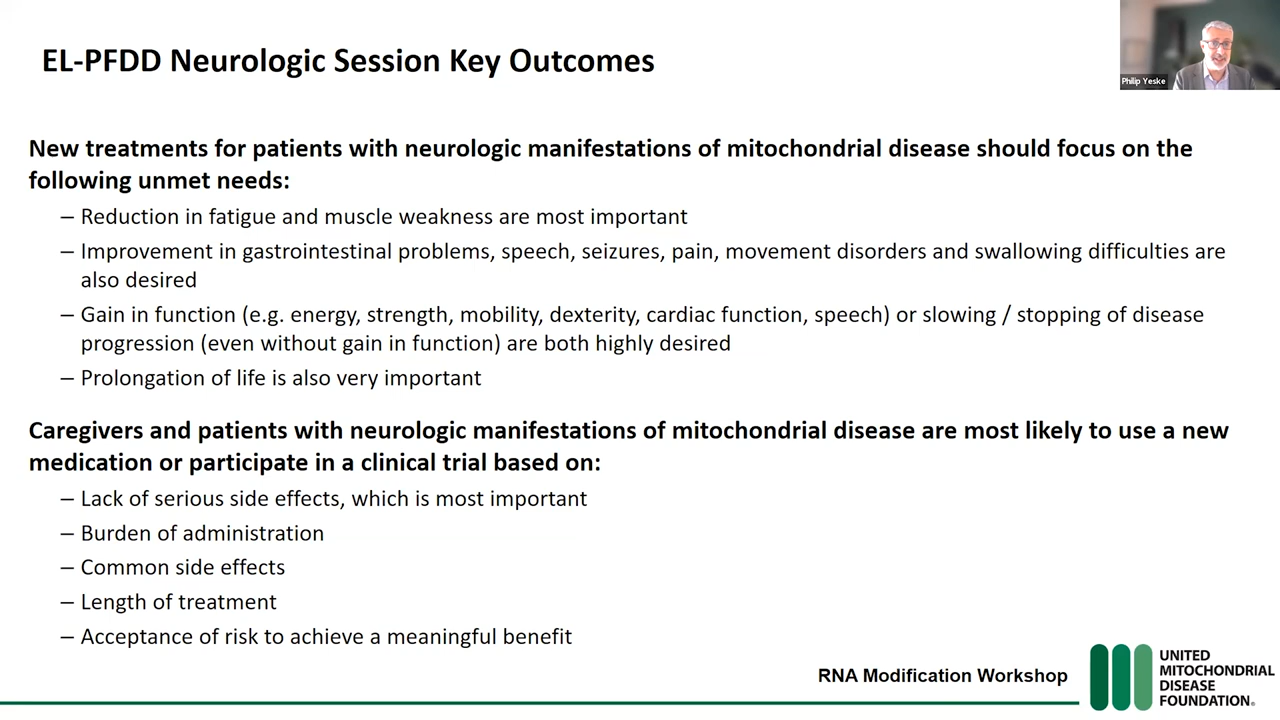 EL-PFDD Neurologic Session Key Outcomes
Philip Yeske
New treatments for patients with neurologic manifestations of mitochondrial disease should focus on the
following unmet needs:
– Reduction in fatigue and muscle weakness are most important
– Improvement in gastrointestinal problems, speech, seizures, pain, movement disorders and swallowing difficulties are
also desired
– Gain in function (e.g. energy, strength, mobility, dexterity, cardiac function, speech) or slowing / stopping of disease
progression (even without gain in function) are both highly desired
– Prolongation of life is also very important
Caregivers and patients with neurologic manifestations of mitochondrial disease are most likely to use a new
medication or participate in a clinical trial based on:
– Lack of serious side effects, which is most important
– Burden of administration
– Common side effects
– Length of treatment
– Acceptance of risk to achieve a meaningful benefit
RNA Modification Workshop
UNITED
MITOCHONDRIAL
DISEASE
FOUNDATION®